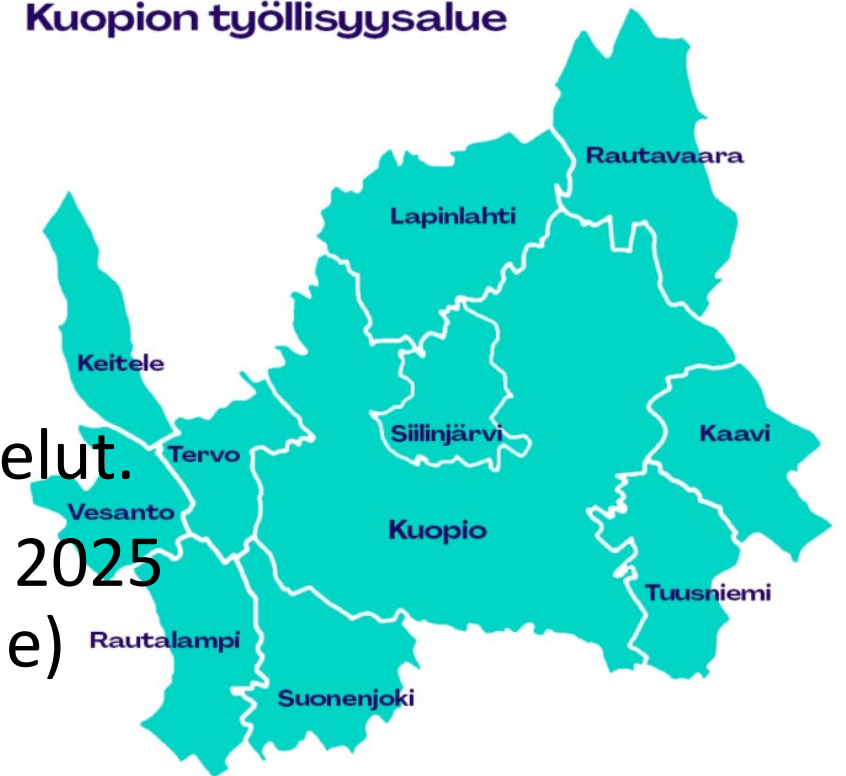 Kuopion työllisyysalue
Rautavaara
Lapinlahti
Keitele
Siilinjärvi
Kaavi
Tervo
elut.
Vesanto
Kuopio
2025
Tuusniemi
e)
Rautalampi
Suonenjoki